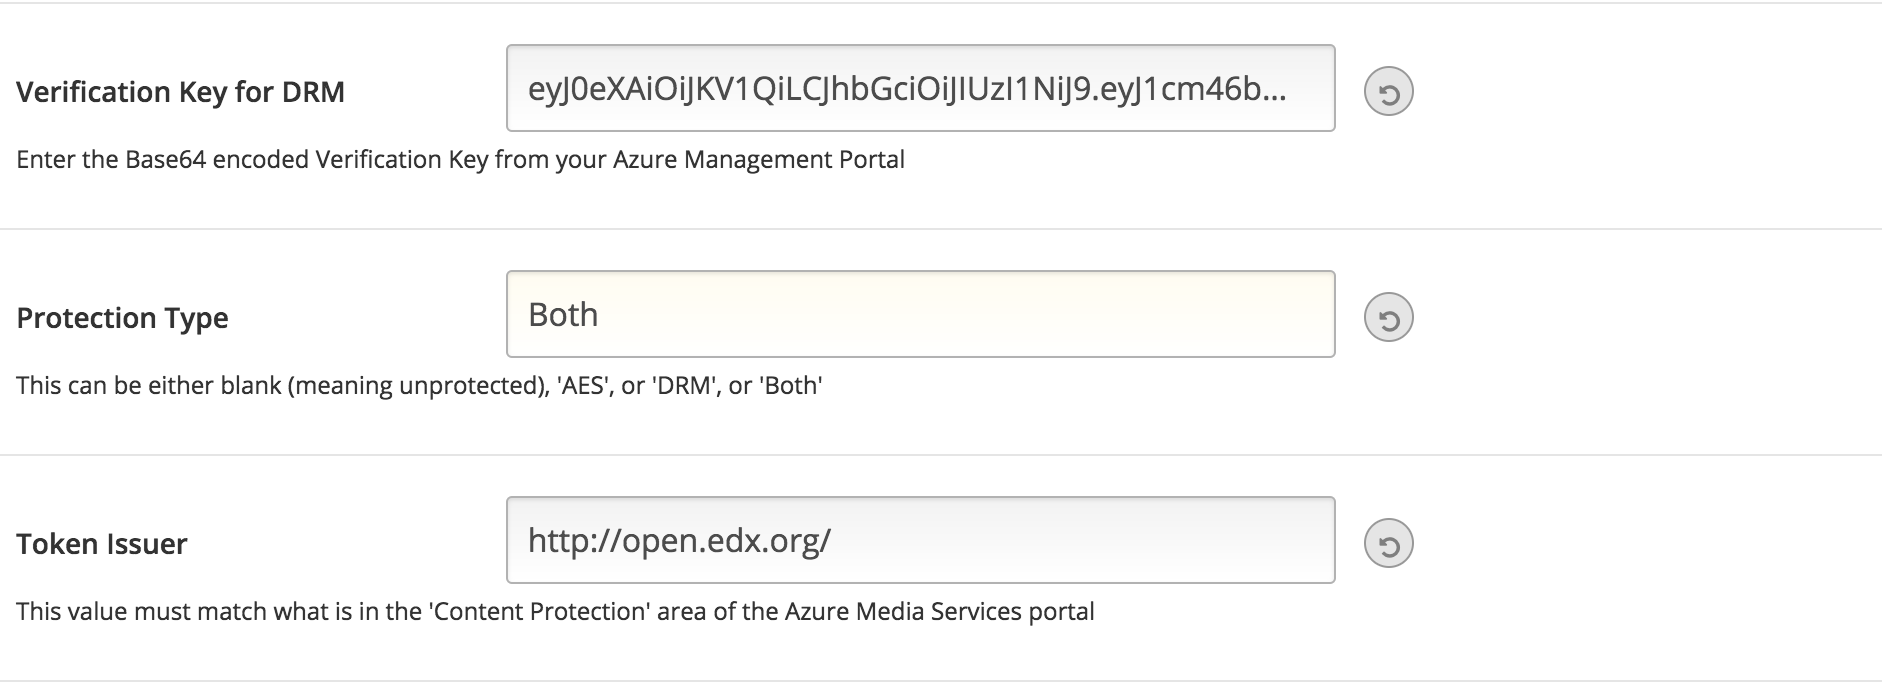 Verification Key for DRM
eyJ0eXAiOiJKV1QiLCJhbGciOiJIUzI1NiJ9.eyJ1cm46b...
Enter the Base64 encoded Verification Key from your Azure Management Portal
Protection Type
Both
This can be either blank (meaning unprotected), 'AES', or 'DRM', or 'Both'
Token Issuer
http://open.edx.org/
This value must match what is in the 'Content Protection' area of the Azure Media Services portal